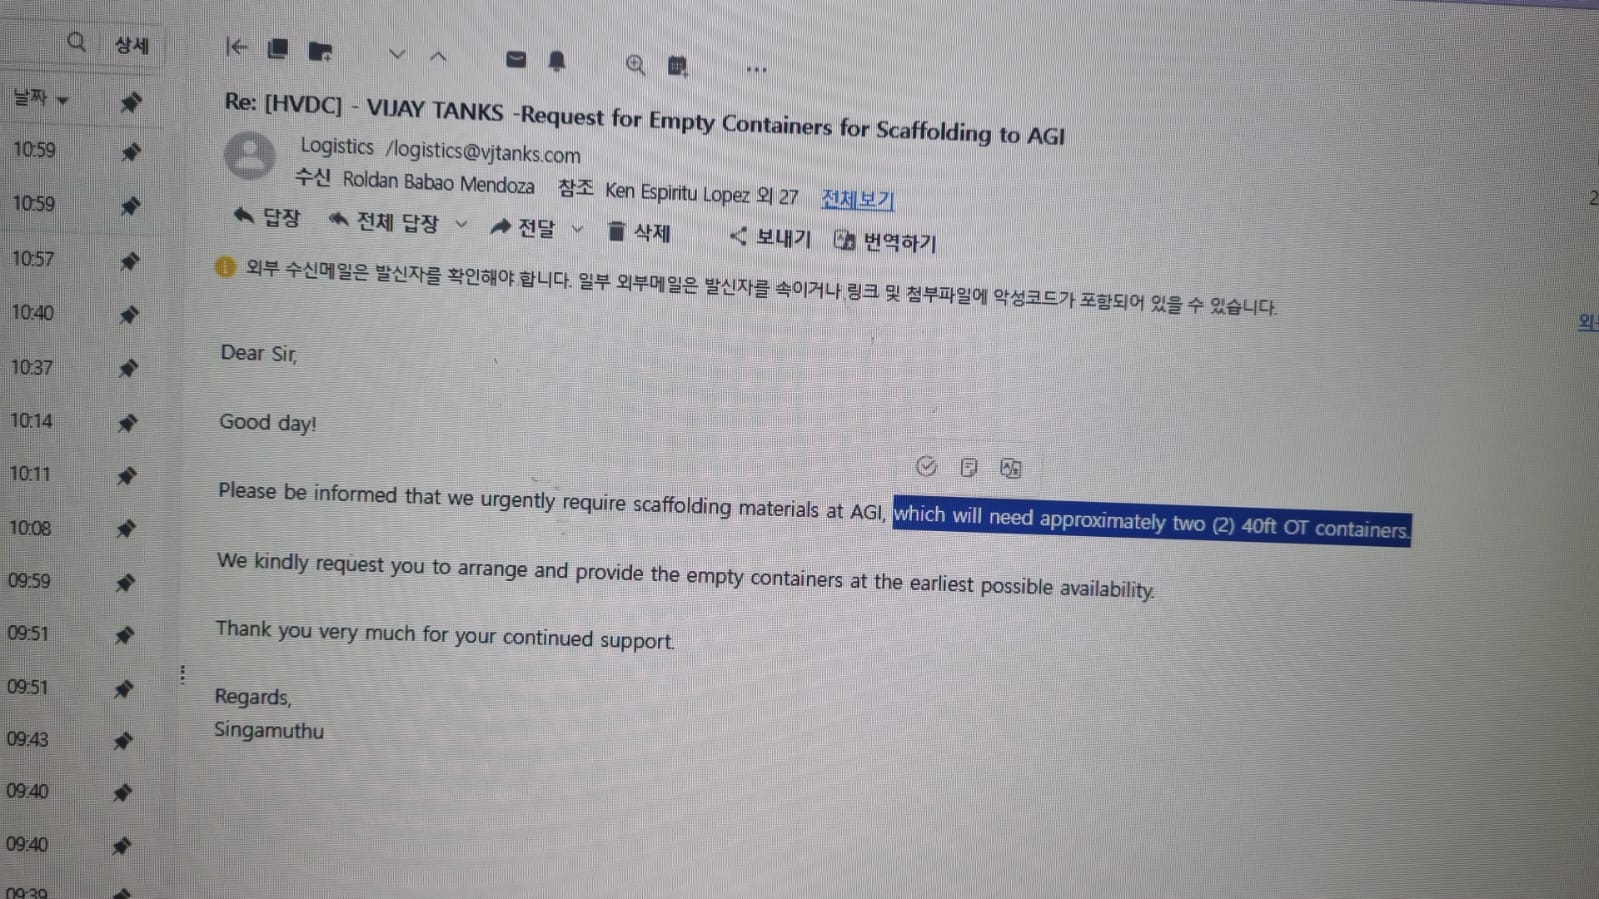 상세
날짜
Re: [HVDC] - VIJAY TANKS -Request for Empty Containers for Scaffolding to AGI
Logistics /logistics@vjtanks.com
수신 Roldan Babao Mendoza 참조 Ken Espiritu Lopez 외 27 전체보기
답장 전체 답장 전달 삭제 보내기 번역하기
외부 수신메일은 발신자를 확인해야 합니다. 일부 외부메일은 발신자를 속이거나 링크 및 첨부파일에 악성코드가 포함되어 있을 수 있습니다.
Dear Sir,
Good day!
Please be informed that we urgently require scaffolding materials at AGI, which will need approximately two (2) 40ft OT containers.
We kindly request you to arrange and provide the empty containers at the earliest possible availability.
Thank you very much for your continued support.
Regards,
Singamuthu
10:59
10:59
10:57
10:40
10:37
10:14
10:11
10:08
09:59
09:51
09:51
09:43
09:40
09:40
09:39